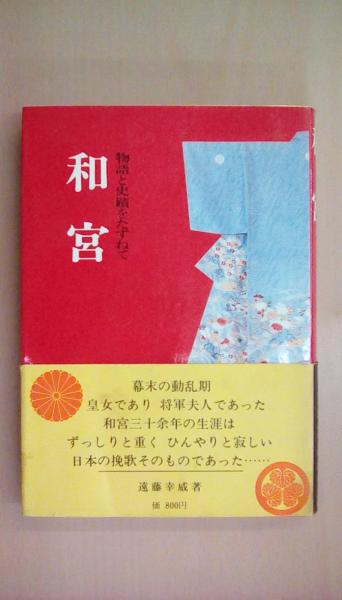 物語と史蹟をたずねて
和宮
幕末の動乱期
皇女であり 将軍夫人であった
和宮三十余年の生涯は
ずっしりと重く ひんやりと寂しい
日本の挽歌そのものであった……
遠藤幸威著
価 800円